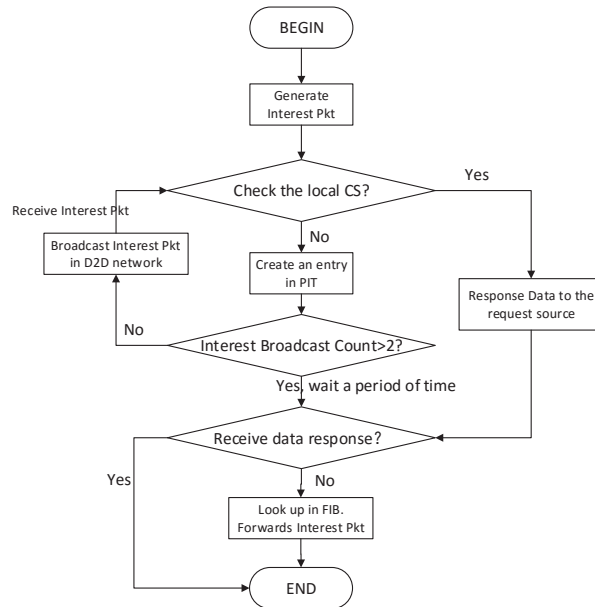 BEGIN
Generate
Interest Pkt
Check the local CS?
Yes
Receive Interest Pkt
No
Broadcast Interest Pkt
in D2D network
Create an entry
in PIT
Response Data to the
request source
No
Interest Broadcast Count>2?
Yes, wait a period of time
Receive data response?
Yes
No
Look up in FIB.
Forwards Interest Pkt
END